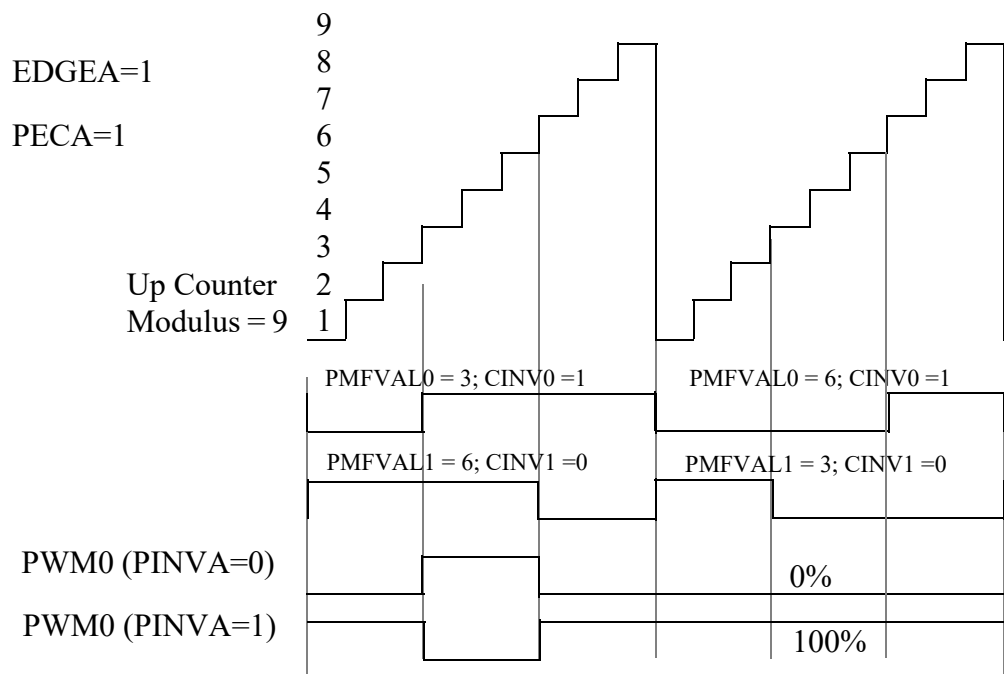 9
EDGEA=1
8
7
PECA=1
6
5
4
3
Up Counter
2
Modulus = 9
1
PMFVAL0 = 3; CINV0 =1
PMFVAL0 = 6; CINV0 =1
PMFVAL1 = 6; CINV1 =0
PMFVAL1 = 3; CINV1 =0
PWM0 (PINVA=0)
0%
PWM0 (PINVA=1)
100%